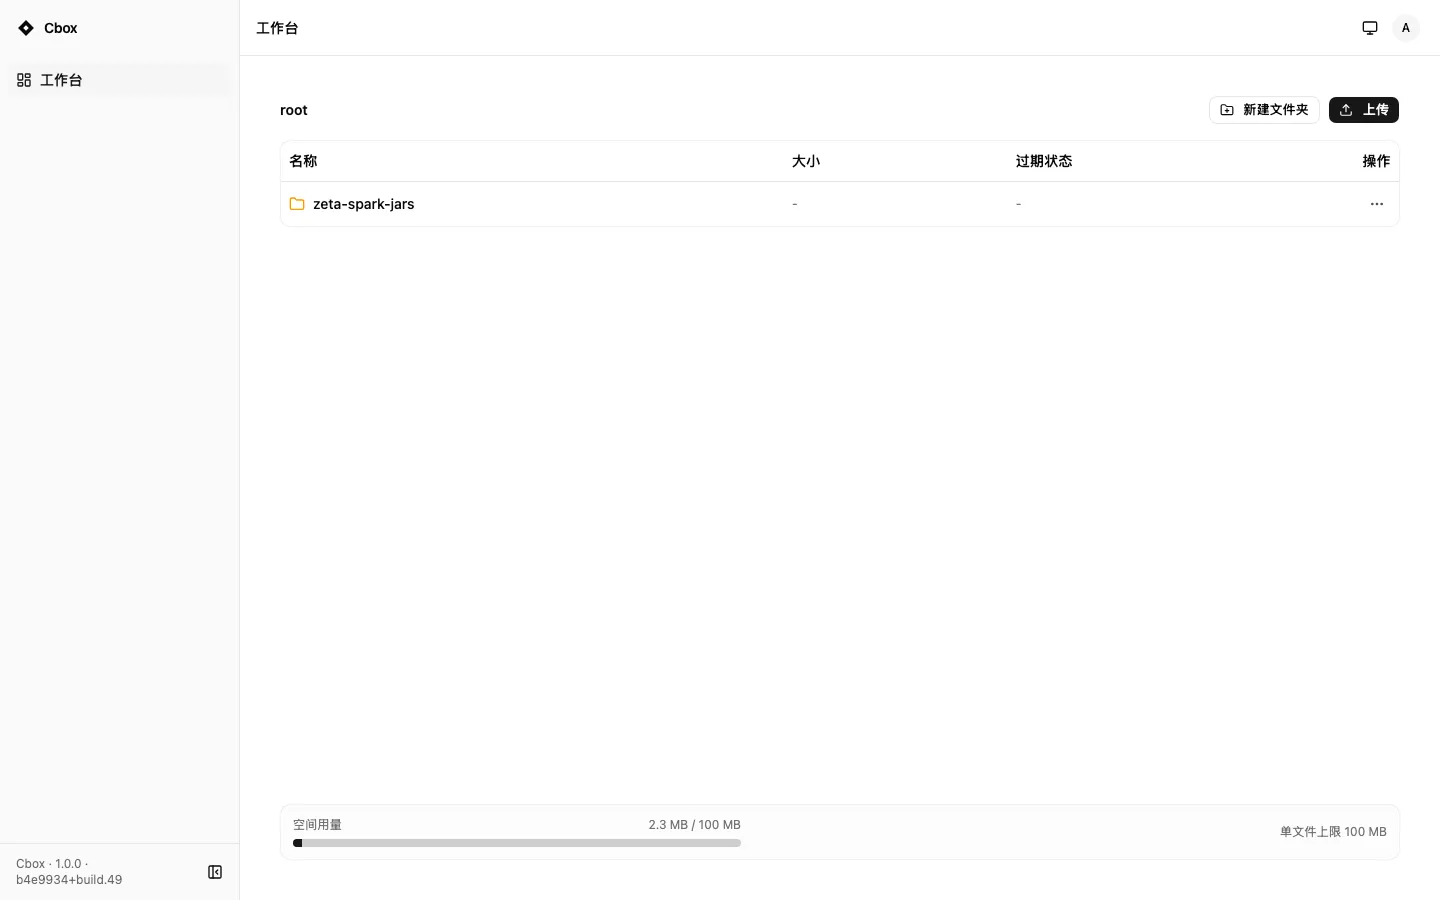 Cbox
工作台
A
工作台
root
新建文件夹
上传
名称 大小 过期状态 操作
zeta-spark-jars - -
空间用量 2.3 MB / 100 MB
单文件上限 100 MB
Cbox · 1.0.0 ·
b4e9934+build.49